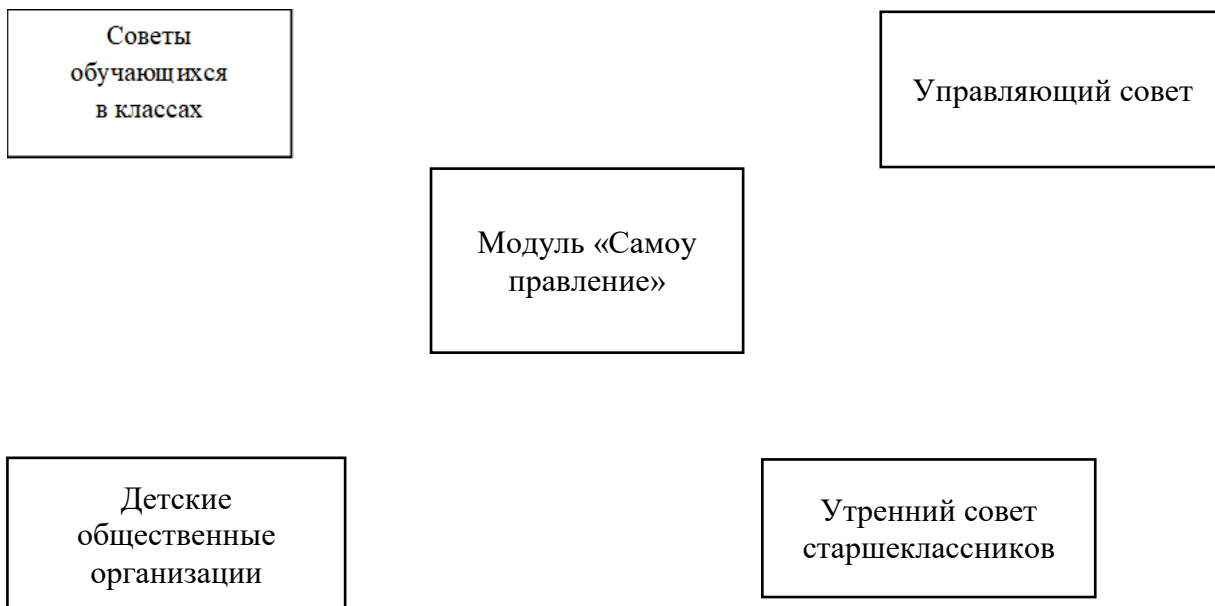 Советы
обучающихся
в классах
Управляющий совет
Модуль «Самоу
правление»
Детские
общественные
организации
Утренний совет
старшеклассников